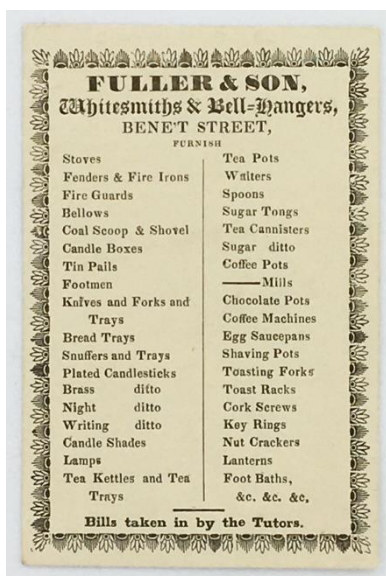 FULLER & SON,
Whitesmiths & Bell-Hangers,
BENE'T STREET,
FURNISH
Stoves
Fenders & Fire Irons
Fire Guards
Bellows
Coal Scoop & Shovel
Candle Boxes
Tin Pails
Footmen
Knives and Forks and
Trays
Bread Trays
Snuffers and Trays
Plated Candlesticks
Brass ditto
Night ditto
Writing ditto
Candle Shades
Lamps
Tea Kettles and Tea
Trays
Tea Pots
Waiters
Spoons
Sugar Tongs
Tea Cannisters
Sugar ditto
Coffee Pots
——Mills
Chocolate Pots
Coffee Machines
Egg Saucepans
Shaving Pots
Toasting Forks
Toast Racks
Cork Screws
Key Rings
Nut Crackers
Lanterns
Foot Baths,
&c. &c. &c.
Bills taken in by the Tutors.